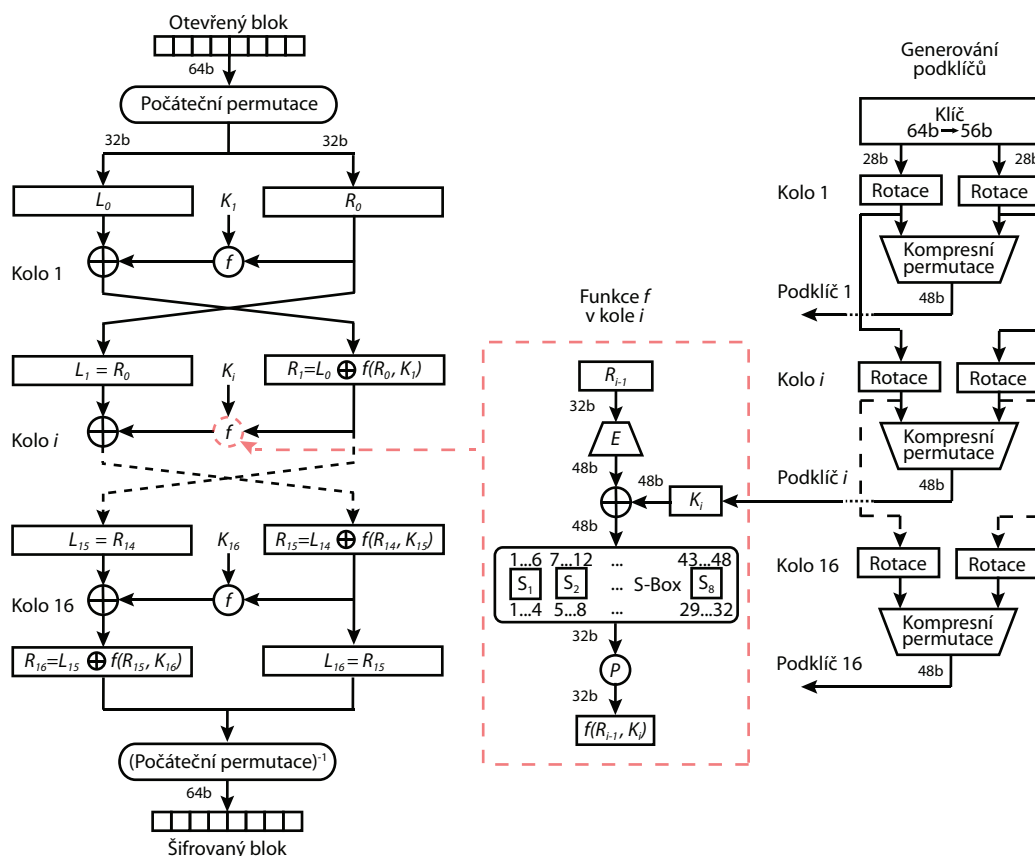 Otevřený blok
64b
Počáteční permutace
32b 32b
L0 K1 R0
f
Kolo 1
L1 = R0 Ki R1=L0 ⊕ f(R0, K1)
f
Kolo i
L15 = R14 K16 R15=L14 ⊕ f(R14, K15)
f
Kolo 16
R16=L15 ⊕ f(R15, K16) L16 = R15
(Počáteční permutace)-1
64b
Šifrovaný blok
Funkce f
v kole i
Ri-1
32b
E
48b
48b
Ki
48b
1...6 7...12 ... 43...48
S1 S2 ... S-Box S8
1...4 5...8 ... 29...32
32b
P
32b
f(Ri-1, Ki)
Generování
podklíčů
Klíč
64b → 56b
28b 28b
Kolo 1 Rotace Rotace
Kompresní
permutace
Podklíč 1 48b
Kolo i Rotace Rotace
Kompresní
permutace
Podklíč i 48b
Kolo 16 Rotace Rotace
Kompresní
permutace
Podklíč 16 48b